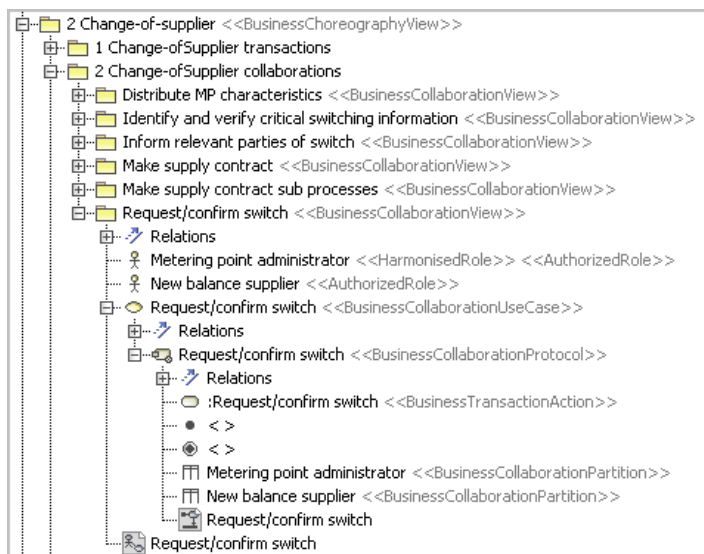 2 Change-of-supplier <<BusinessChoreographyView>>
1 Change-ofSupplier transactions
2 Change-ofSupplier collaborations
Distribute MP characteristics <<BusinessCollaborationView>>
Identify and verify critical switching information <<BusinessCollaborationView>>
Inform relevant parties of switch <<BusinessCollaborationView>>
Make supply contract <<BusinessCollaborationView>>
Make supply contract sub processes <<BusinessCollaborationView>>
Request/confirm switch <<BusinessCollaborationView>>
Relations
Metering point administrator <<HarmonisedRole>> <<AuthorizedRole>>
New balance supplier <<AuthorizedRole>>
Request/confirm switch <<BusinessCollaborationUseCase>>
Relations
Request/confirm switch <<BusinessCollaborationProtocol>>
Relations
:Request/confirm switch <<BusinessTransactionAction>>
< >
< >
Metering point administrator <<BusinessCollaborationPartition>>
New balance supplier <<BusinessCollaborationPartition>>
Request/confirm switch
Request/confirm switch